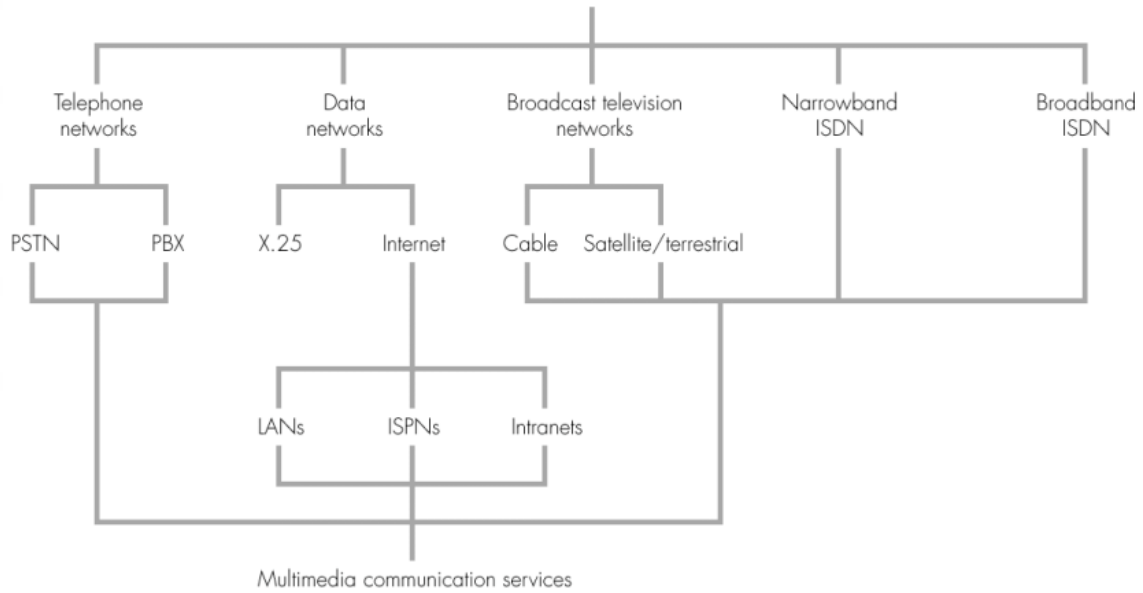 Telephone
networks
Data
networks
Broadcast television
networks
Narrowband
ISDN
Broadband
ISDN
PSTN
PBX
X.25
Internet
Cable
Satellite/terrestrial
LANs
ISPNs
Intranets
Multimedia communication services